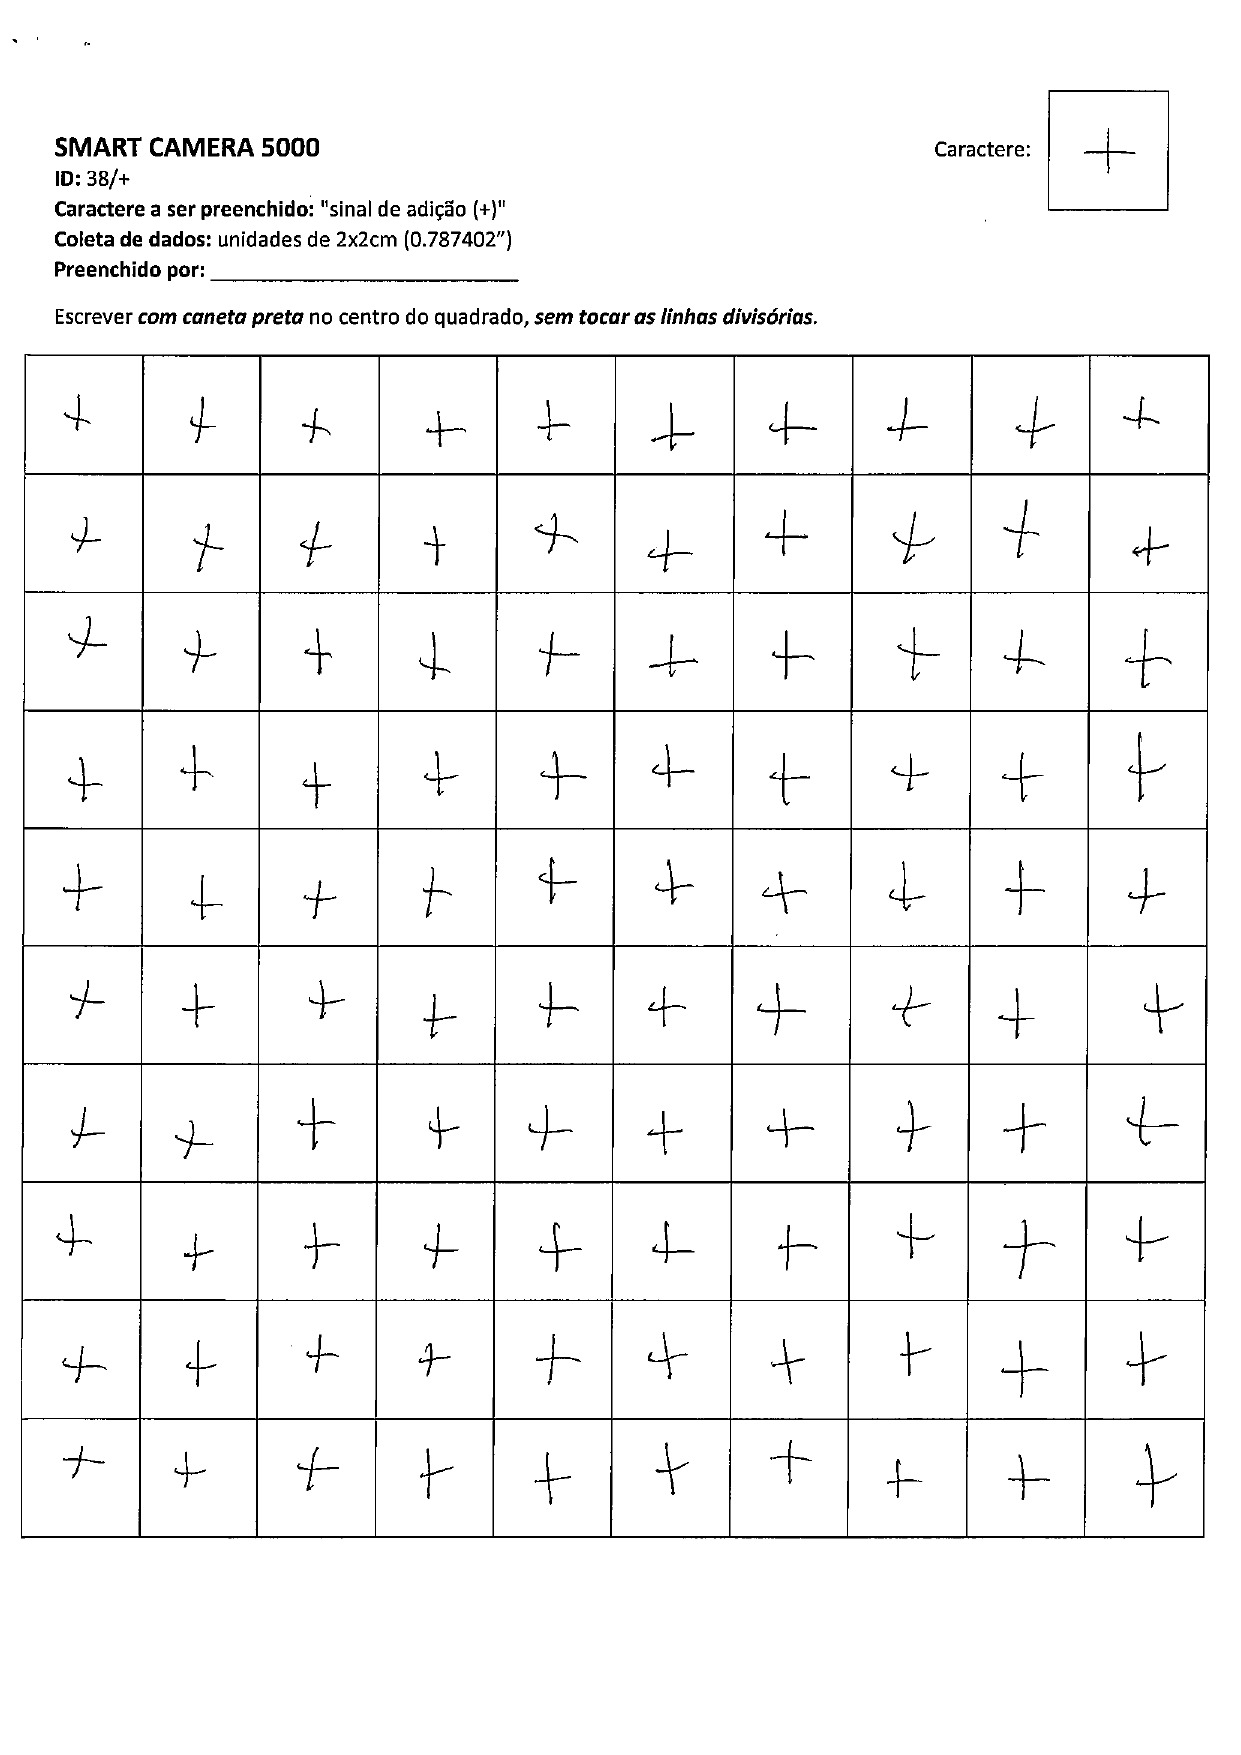 SMART CAMERA 5000
Caractere: +
ID: 38/+
Caractere a ser preenchido: "sinal de adição (+)"
Coleta de dados: unidades de 2x2cm (0.787402”)
Preenchido por: ____________________________
Escrever com caneta preta no centro do quadrado, sem tocar as linhas divisórias.
+ + + + + + + + + +
+ + + + + + + + + +
+ + + + + + + + + +
+ + + + + + + + + +
+ + + + + + + + + +
+ + + + + + + + + +
+ + + + + + + + + +
+ + + + + + + + + +
+ + + + + + + + + +
+ + + + + + + + + +